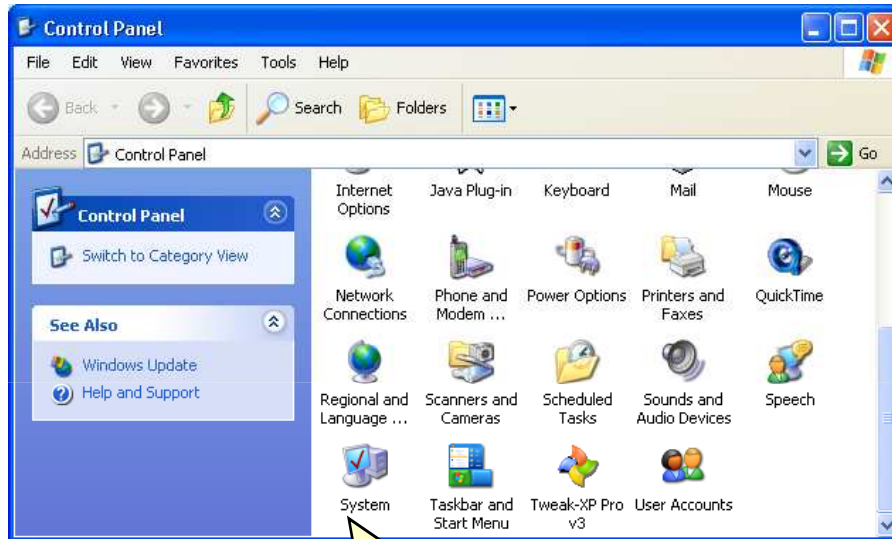 Control Panel
File Edit View Favorites Tools Help
Back Search Folders
Address Control Panel Go
Control Panel
Switch to Category View
See Also
Windows Update
Help and Support
Internet Options
Java Plug-in
Keyboard
Mail
Mouse
Network Connections
Phone and Modem ...
Power Options
Printers and Faxes
QuickTime
Regional and Language ...
Scanners and Cameras
Scheduled Tasks
Sounds and Audio Devices
Speech
System
Taskbar and Start Menu
Tweak-XP Pro v3
User Accounts